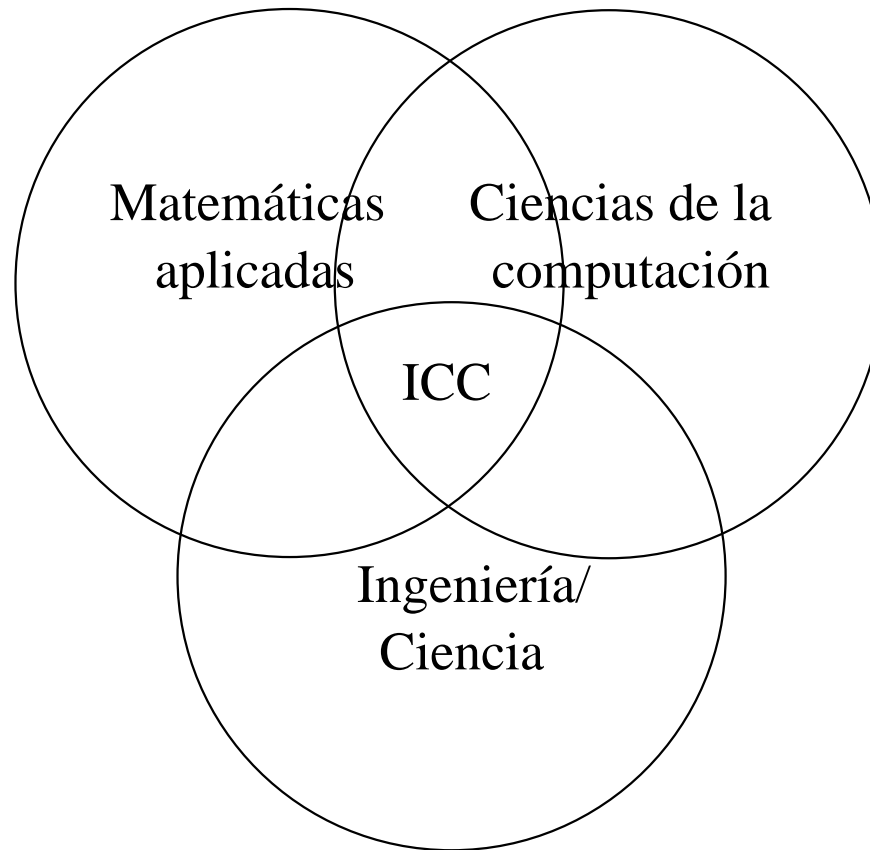 Matemáticas
aplicadas
Ciencias de la
computación
ICC
Ingeniería/
Ciencia